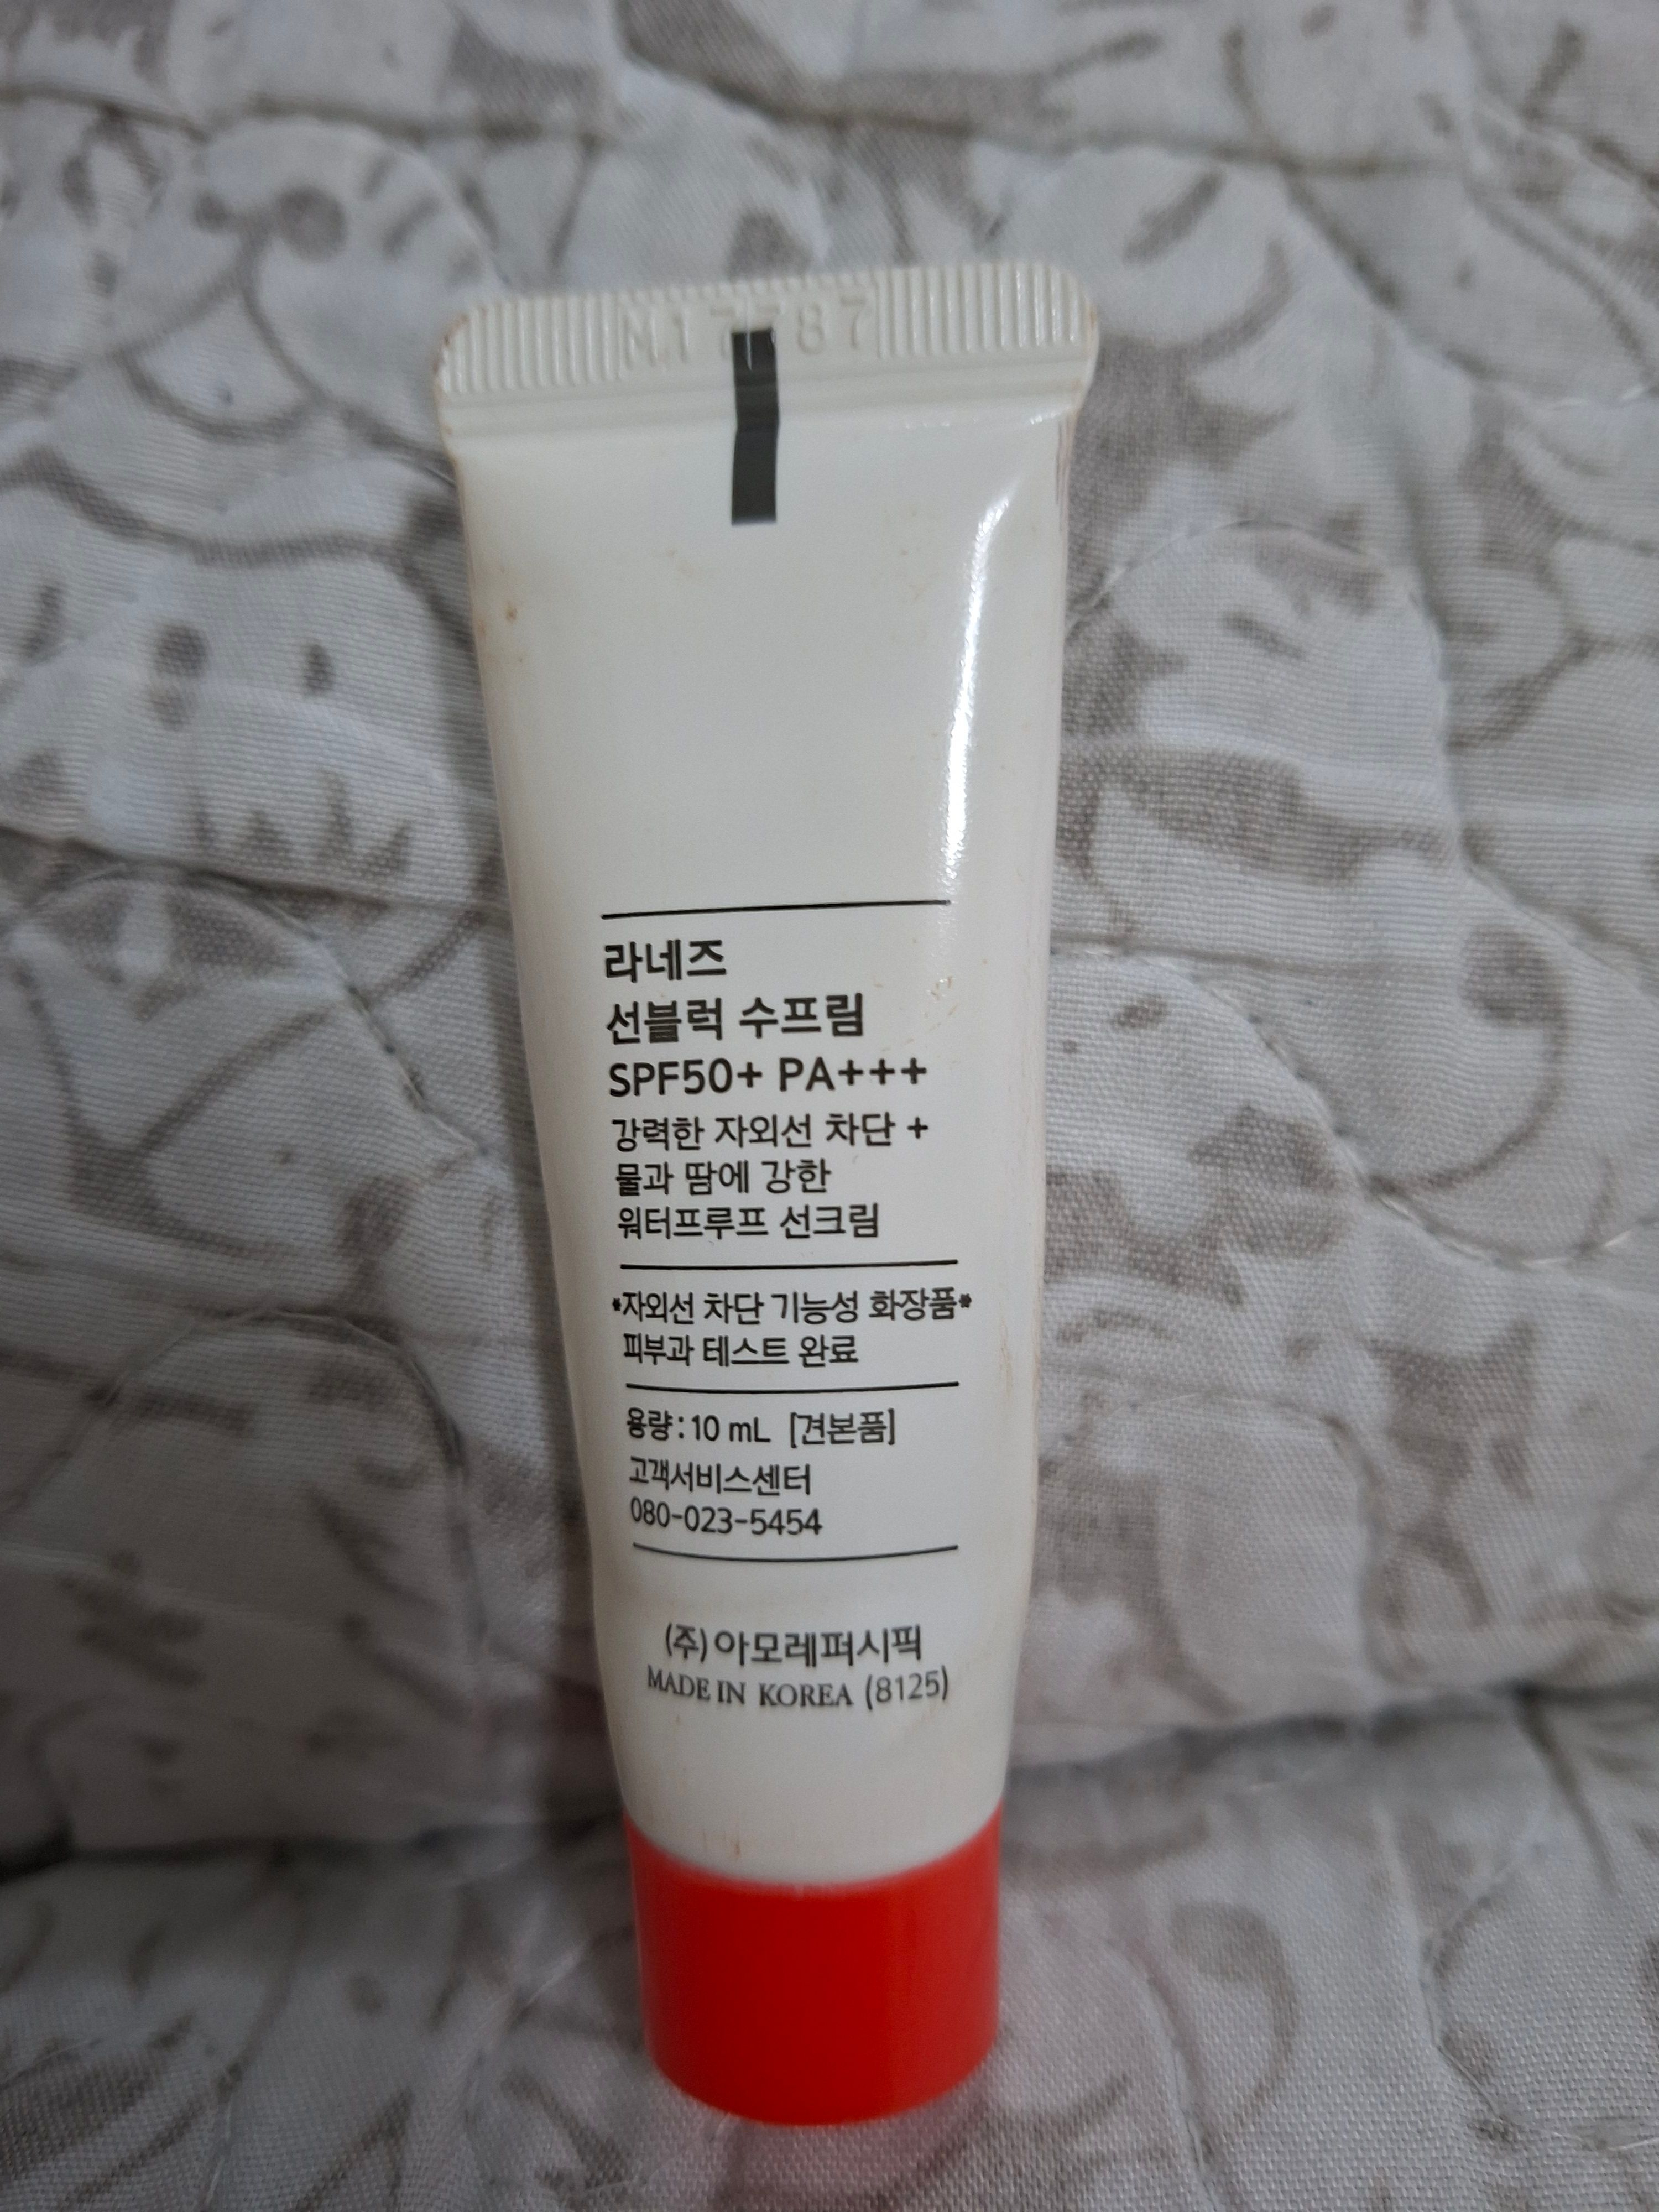 라네즈
선블럭 수프림
SPF50+ PA+++
강력한 자외선 차단 +
물과 땀에 강한
워터프루프 선크림
*자외선 차단 기능성 화장품*
피부과 테스트 완료
용량 : 10 mL [견본품]
고객서비스센터
080-023-5454
(주)아모레퍼시픽
MADE IN KOREA (8125)